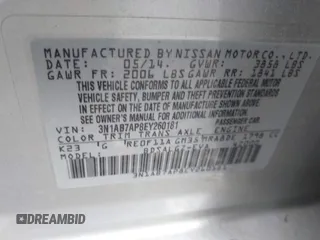 MANUFACTURED BY NISSAN MOTOR CO., LTD.
DATE: 05/14. GVWR: 3858 LBS
GAWR FR: 2006 LBS GAWR RR: 1841 LBS
THIS VEHICLE CONFORMS TO ALL APPLICABLE
FEDERAL MOTOR VEHICLE SAFETY,
BUMPER, AND THEFT PREVENTION
STANDARDS IN EFFECT ON THE DATE OF
MANUFACTURE SHOWN ABOVE.
SEE OWNER'S MANUAL FOR INFORMATION
PASSENGER CAR
VIN: 3N1AB7AP8EY260181
COLOR TRIM TRANS AXLE ENGINE
K23 G RE0F11A 1798 CC
MODEL: